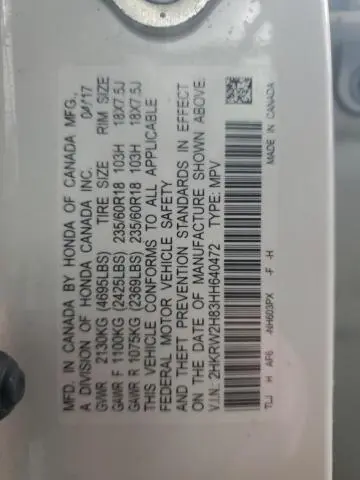 MFD. IN CANADA BY HONDA OF CANADA MFG.,
A DIVISION OF HONDA CANADA INC. 04/17
GVWR 2130KG (4695LBS) TIRE SIZE RIM SIZE
GAWR F 1100KG (2425LBS) 235/60R18 103H 18X7.5J
GAWR R 1075KG (2369LBS) 235/60R18 103H 18X7.5J
THIS VEHICLE CONFORMS TO ALL APPLICABLE
FEDERAL MOTOR VEHICLE SAFETY
AND THEFT PREVENTION STANDARDS IN EFFECT
ON THE DATE OF MANUFACTURE SHOWN ABOVE.
V.I.N.: 2HKRW2H83HH640472 TYPE: MPV
TLJ H AF6 -NH603PX -F -H MADE IN CANADA